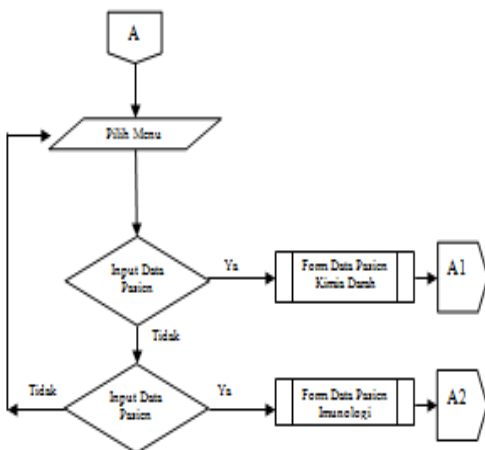 A
Pilih Menu
Input Data
Pasien
Ya
Form Data Pasien
Kimia Darah
A1
Tidak
Tidak
Input Data
Pasien
Ya
Form Data Pasien
Imunologi
A2